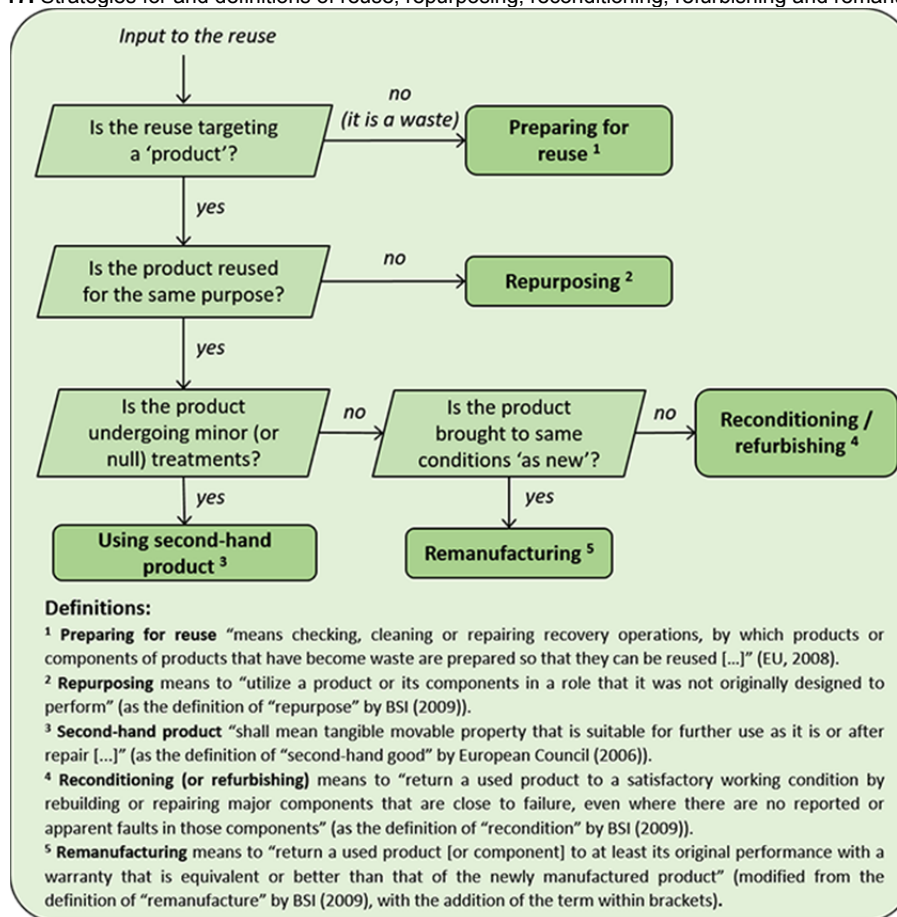 Strategies for and definitions of reuse, repurposing, reconditioning, refurbishing and
Input to the reuse
no
(it is a waste)
Is the reuse targeting
a ‘product’?
Preparing for
reuse ¹
yes
Is the product reused
for the same purpose?
no
Repurposing ²
yes
Is the product
undergoing minor (or
null) treatments?
no
Is the product
brought to same
conditions ‘as new’?
no
Reconditioning /
refurbishing ⁴
yes
yes
Using second-hand
product ³
Remanufacturing ⁵
Definitions:
¹ Preparing for reuse “means checking, cleaning or repairing recovery operations, by which products or
components of products that have become waste are prepared so that they can be reused [...]” (EU, 2008).
² Repurposing means to “utilize a product or its components in a role that it was not originally designed to
perform” (as the definition of “repurpose” by BSI (2009)).
³ Second-hand product “shall mean tangible movable property that is suitable for further use as it is or after
repair [...]” (as the definition of “second-hand good” by European Council (2006)).
⁴ Reconditioning (or refurbishing) means to “return a used product to a satisfactory working condition by
rebuilding or repairing major components that are close to failure, even where there are no reported or
apparent faults in those components” (as the definition of “recondition” by BSI (2009)).
⁵ Remanufacturing means to “return a used product [or component] to at least its original performance with a
warranty that is equivalent or better than that of the newly manufactured product” (modified from the
definition of “remanufacture” by BSI (2009), with the addition of the term within brackets).